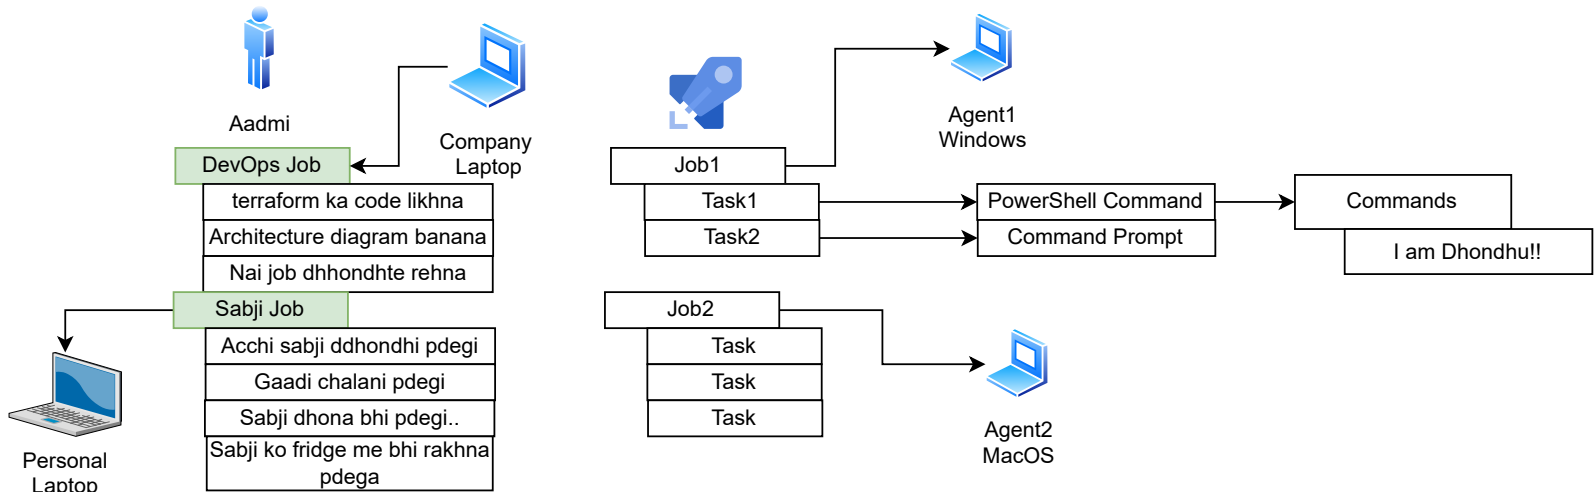 Aadmi
Company
Laptop
DevOps Job
terraform ka code likhna
Architecture diagram banana
Nai job dhhondhte rehna
Sabji Job
Acchi sabji ddhondhi pdegi
Gaadi chalani pdegi
Sabji dhona bhi pdegi..
Sabji ko fridge me bhi rakhna
pdega
Personal
Laptop
Agent1
Windows
Job1
Task1
PowerShell Command
Commands
Task2
Command Prompt
I am Dhondhu!!
Job2
Task
Task
Task
Agent2
MacOS